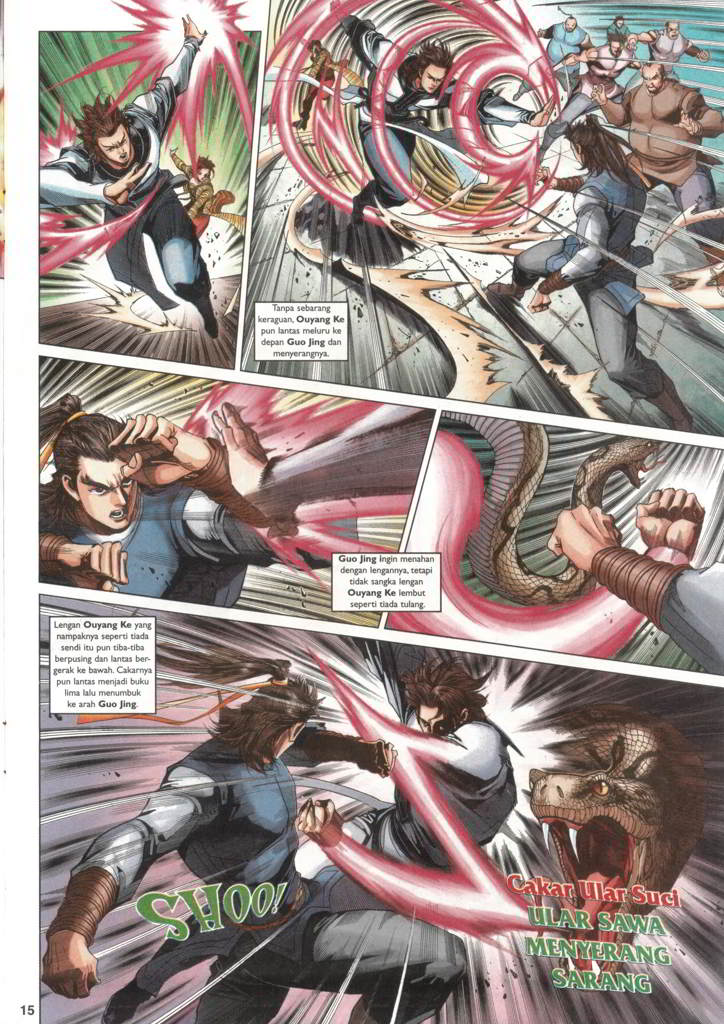 Tanpa sebarang
keraguan, Ouyang Ke
pun lantas meluru ke
depan Guo Jing dan
menyerangnya.
Guo Jing ingin menahan
dengan lengannya, tetapi
tidak sangka lengan
Ouyang Ke lembut
seperti tiada tulang.
Lengan Ouyang Ke yang
nampaknya seperti tiada
sendi itu pun tiba-tiba
berpusing dan lantas ber-
gerak ke bawah. Cakarnya
pun lantas menjadi buku
lima lalu menumbuk
ke arah Guo Jing.
SHOO!
Cakar Ular Suci
ULAR SAWA
MENYERANG
SARANG
15